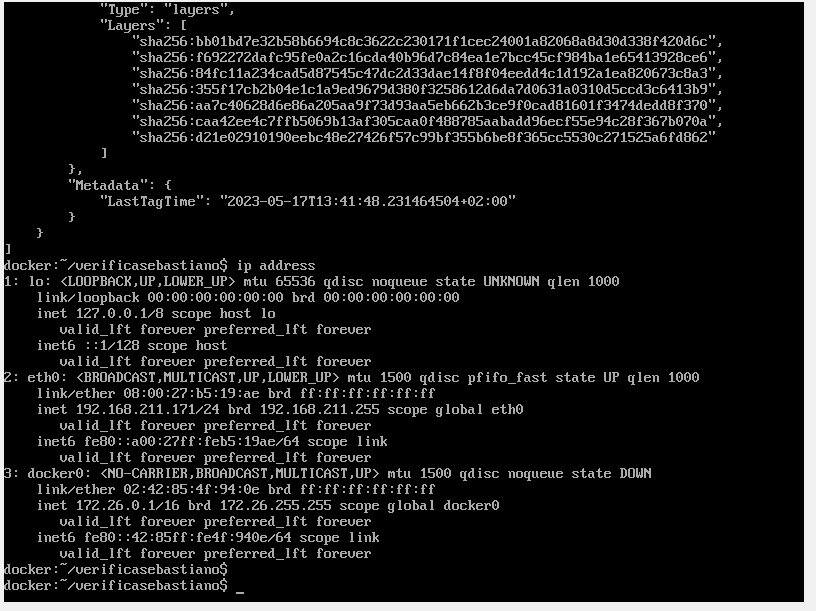 "Type": "layers",
"Layers": [
"sha256:bb01bd7e32b58b6694c8c3622c230171f1cec24001a82068a8d30d338f420d6c",
"sha256:f692272dafc95fe0a2c16cda40b96d7c84ea1e7bcc45cf984ba1e65413928ce6",
"sha256:84fc11a234cad5d87545c47dc2d33dae14f8f04eedd4c1d192a1ea820673c8a3",
"sha256:355f17cb2b04e1c1a9ed9679d380f3258612d6da7d0631a0310d5ccd3c6413b9",
"sha256:aa7c40628d6e86a205aa9f73d93aa5eb662b3ce9f0cad81601f3474dedd8f370",
"sha256:caa42ee4c7ffb5069b13af305caa0f488785aabadd96ecf55e94c28f367b070a",
"sha256:d21e02910190eebc48e27426f57c99bf355b6be8f365cc5530c271525a6fd862"
]
},
"Metadata": {
"LastTagTime": "2023-05-17T13:41:48.231464504+02:00"
}
}
]
docker:~/verificasebastiano$ ip address
1: lo: <LOOPBACK,UP,LOWER_UP> mtu 65536 qdisc noqueue state UNKNOWN qlen 1000
link/loopback 00:00:00:00:00:00 brd 00:00:00:00:00:00
inet 127.0.0.1/8 scope host lo
valid_lft forever preferred_lft forever
inet6 ::1/128 scope host
valid_lft forever preferred_lft forever
2: eth0: <BROADCAST,MULTICAST,UP,LOWER_UP> mtu 1500 qdisc pfifo_fast state UP qlen 1000
link/ether 08:00:27:b5:19:ae brd ff:ff:ff:ff:ff:ff
inet 192.168.211.171/24 brd 192.168.211.255 scope global eth0
valid_lft forever preferred_lft forever
inet6 fe80::a00:27ff:feb5:19ae/64 scope link
valid_lft forever preferred_lft forever
3: docker0: <NO-CARRIER,BROADCAST,MULTICAST,UP> mtu 1500 qdisc noqueue state DOWN
link/ether 02:42:85:4f:94:0e brd ff:ff:ff:ff:ff:ff
inet 172.26.0.1/16 brd 172.26.255.255 scope global docker0
valid_lft forever preferred_lft forever
inet6 fe80::42:85ff:fe4f:940e/64 scope link
valid_lft forever preferred_lft forever
docker:~/verificasebastiano$
docker:~/verificasebastiano$ _